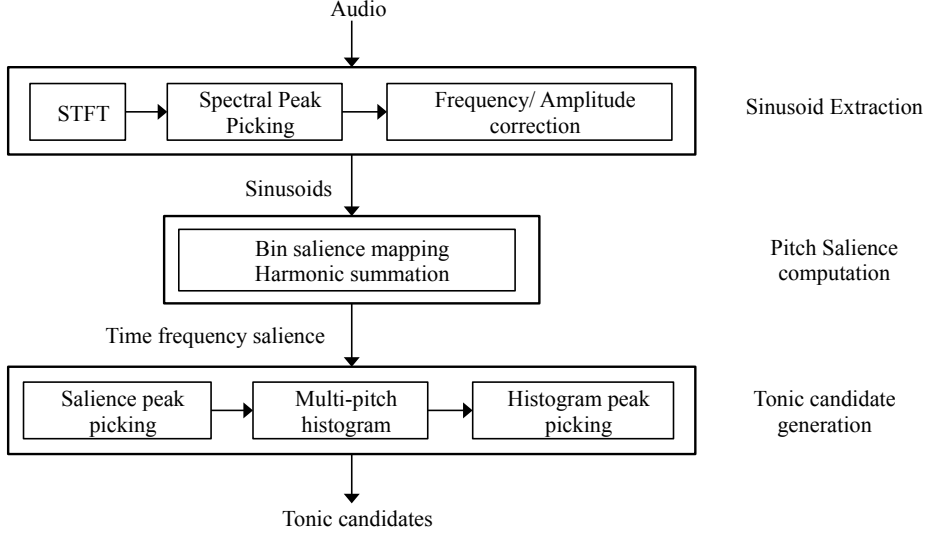 Audio
STFT
Spectral Peak
Picking
Frequency/ Amplitude
correction
Sinusoid Extraction
Sinusoids
Bin salience mapping
Harmonic summation
Pitch Salience
computation
Time frequency salience
Salience peak
picking
Multi-pitch
histogram
Histogram peak
picking
Tonic candidate
generation
Tonic candidates